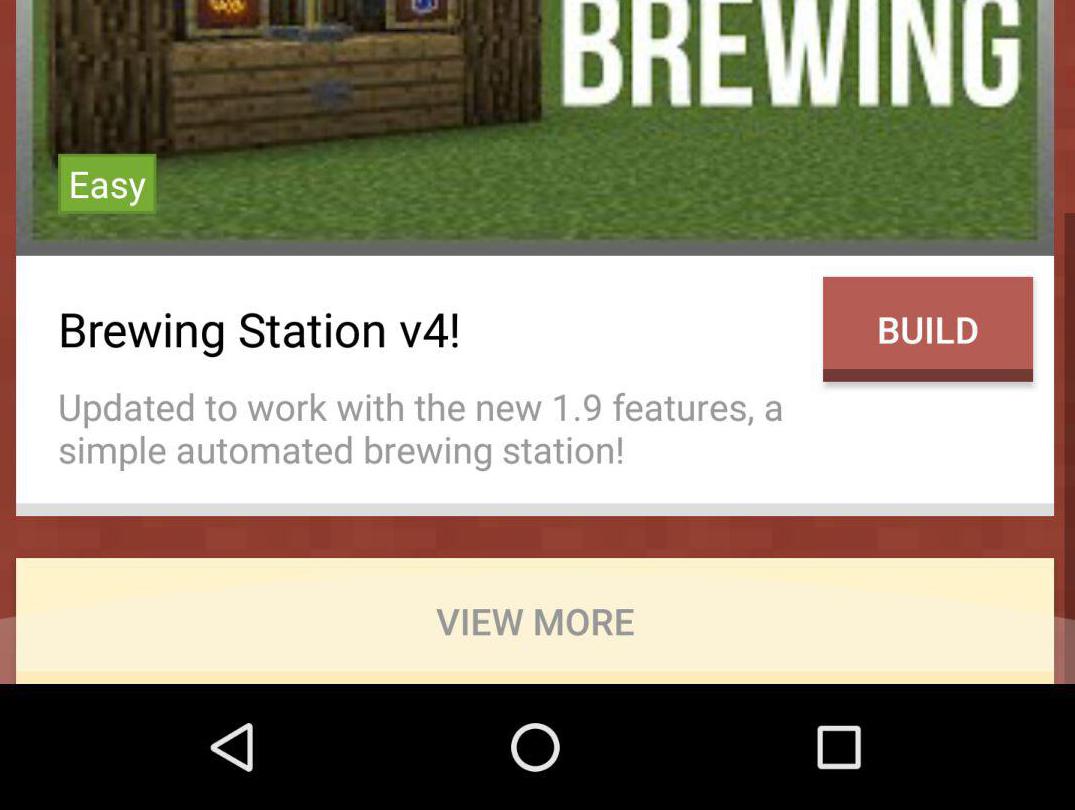 BREWING
Easy
Brewing Station v4!
BUILD
Updated to work with the new 1.9 features, a
simple automated brewing station!
VIEW MORE